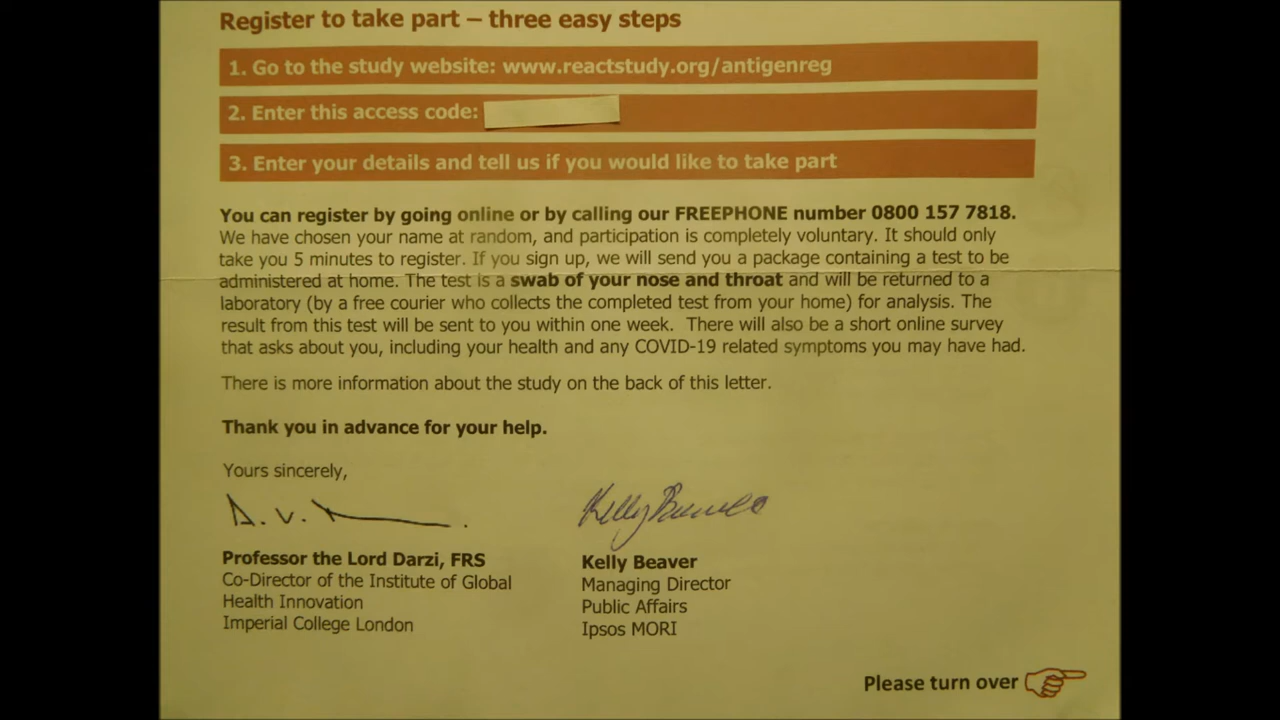 Register to take part – three easy steps
1. Go to the study website: www.reactstudy.org/antigenreg
2. Enter this access code:
3. Enter your details and tell us if you would like to take part
You can register by going online or by calling our FREEPHONE number 0800 157 7818.
We have chosen your name at random, and participation is completely voluntary. It should only
take you 5 minutes to register. If you sign up, we will send you a package containing a test to be
administered at home. The test is a swab of your nose and throat and will be returned to a
laboratory (by a free courier who collects the completed test from your home) for analysis. The
result from this test will be sent to you within one week. There will also be a short online survey
that asks about you, including your health and any COVID-19 related symptoms you may have had.
There is more information about the study on the back of this letter.
Thank you in advance for your help.
Yours sincerely,
Kelly Beaver
Professor the Lord Darzi, FRS
Co-Director of the Institute of Global
Health Innovation
Imperial College London
Kelly Beaver
Managing Director
Public Affairs
Ipsos MORI
Please turn over